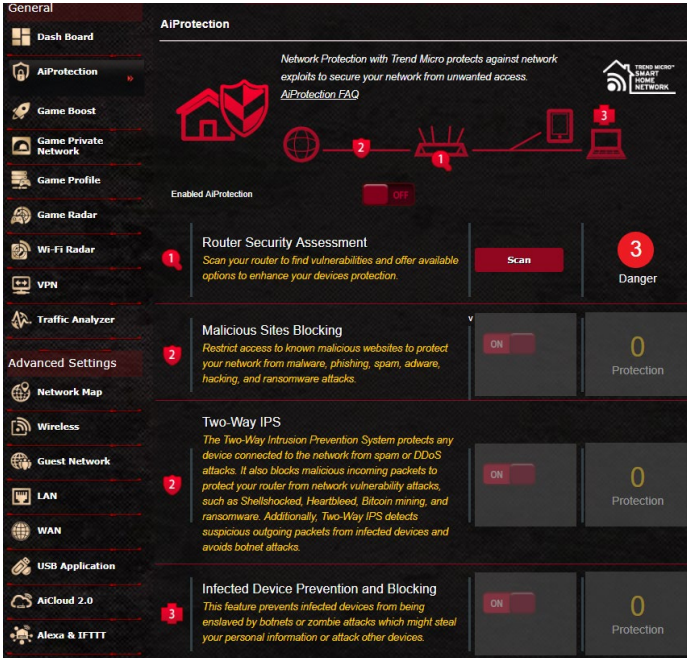 General
Dash Board
AiProtection
Game Boost
Game Private
Network
Game Profile
Game Radar
Wi-Fi Radar
VPN
Traffic Analyzer
Advanced Settings
Network Map
Wireless
Guest Network
LAN
WAN
USB Application
AiCloud 2.0
Alexa & IFTTT
AiProtection
Network Protection with Trend Micro protects against network
exploits to secure your network from unwanted access.
AiProtection FAQ
TREND MICRO™
SMART
HOME
NETWORK
2
1
3
Enabled AiProtection
OFF
1
Router Security Assessment
Scan your router to find vulnerabilities and offer available
options to enhance your devices protection.
Scan
3
Danger
2
Malicious Sites Blocking
Restrict access to known malicious websites to protect
your network from malware, phishing, spam, adware,
hacking, and ransomware attacks.
v
ON
0
Protection
2
Two-Way IPS
The Two-Way Intrusion Prevention System protects any
device connected to the network from spam or DDoS
attacks. It also blocks malicious incoming packets to
protect your router from network vulnerability attacks,
such as Shellshocked, Heartbleed, Bitcoin mining, and
ransomware. Additionally, Two-Way IPS detects
suspicious outgoing packets from infected devices and
avoids botnet attacks.
ON
0
Protection
3
Infected Device Prevention and Blocking
This feature prevents infected devices from being
enslaved by botnets or zombie attacks which might steal
your personal information or attack other devices.
ON
0
Protection